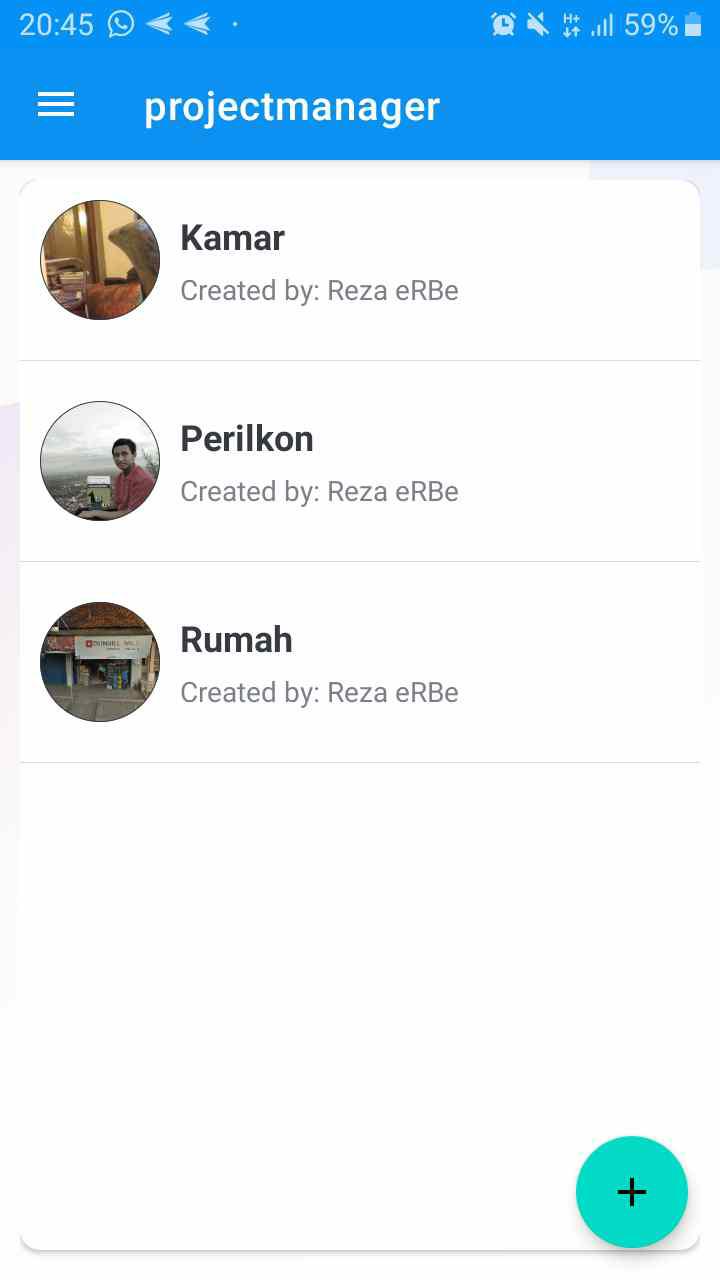 20:45
H+
59%
projectmanager
Kamar
Created by: Reza eRBe
Perilkon
Created by: Reza eRBe
Rumah
Created by: Reza eRBe